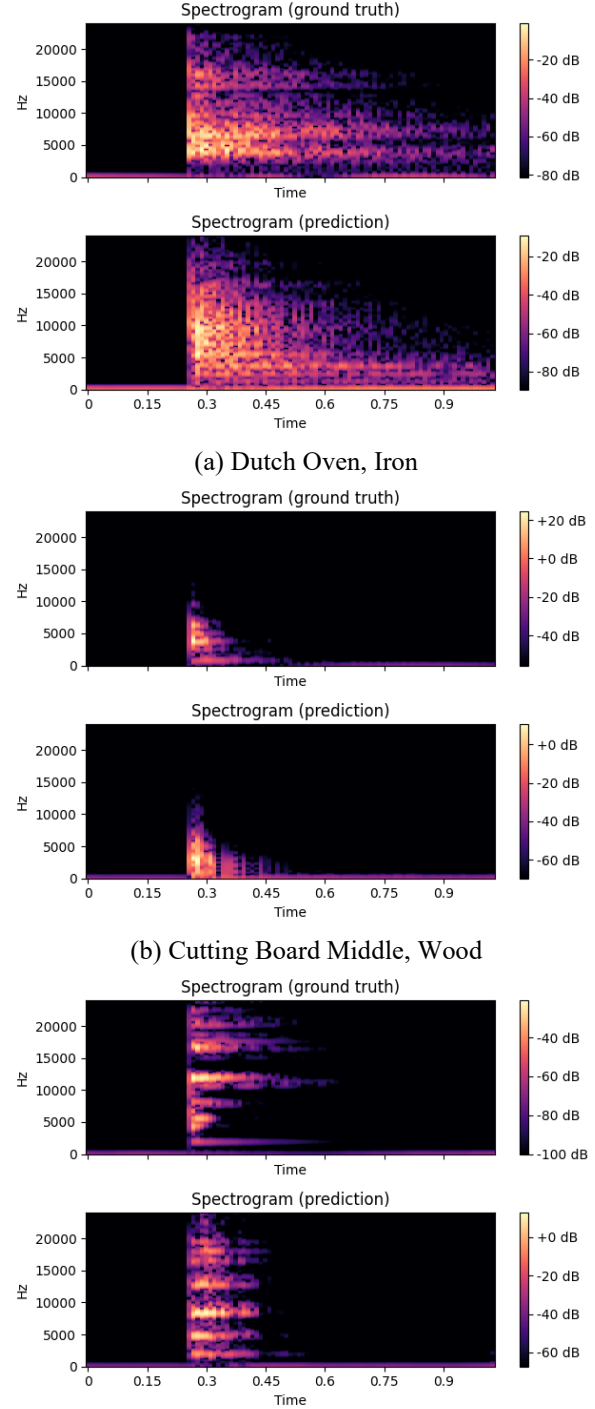 Spectrogram (ground truth)
Hz
20000
15000
10000
5000
0
Time
-20 dB
-40 dB
-60 dB
-80 dB
Spectrogram (prediction)
Hz
20000
15000
10000
5000
0
0 0.15 0.3 0.45 0.6 0.75 0.9
Time
-20 dB
-40 dB
-60 dB
-80 dB
(a) Dutch Oven, Iron
Spectrogram (ground truth)
Hz
20000
15000
10000
5000
0
Time
+20 dB
+0 dB
-20 dB
-40 dB
Spectrogram (prediction)
Hz
20000
15000
10000
5000
0
0 0.15 0.3 0.45 0.6 0.75 0.9
Time
+0 dB
-20 dB
-40 dB
-60 dB
(b) Cutting Board Middle, Wood
Spectrogram (ground truth)
Hz
20000
15000
10000
5000
0
Time
-40 dB
-60 dB
-80 dB
-100 dB
Spectrogram (prediction)
Hz
20000
15000
10000
5000
0
0 0.15 0.3 0.45 0.6 0.75 0.9
Time
+0 dB
-20 dB
-40 dB
-60 dB